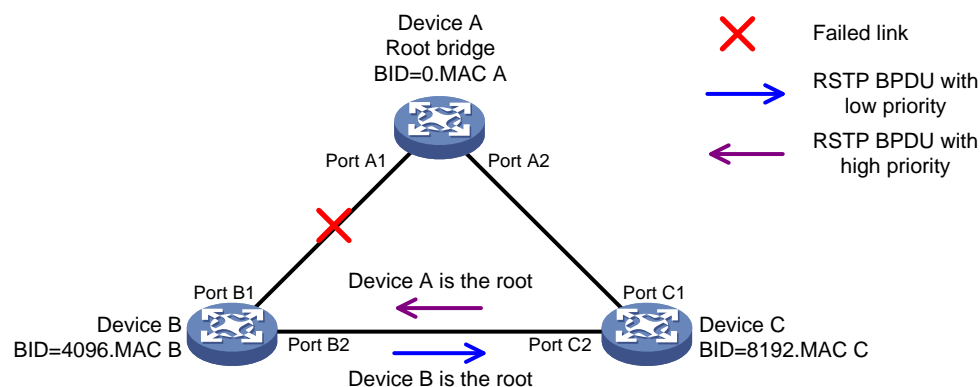 Device A
Root bridge
BID=0.MAC A
Failed link
RSTP BPDU with
low priority
RSTP BPDU with
high priority
Port A1
Port A2
Device A is the root
Port B1
Port C1
Device B
BID=4096.MAC B
Port B2
Port C2
Device C
BID=8192.MAC C
Device B is the root